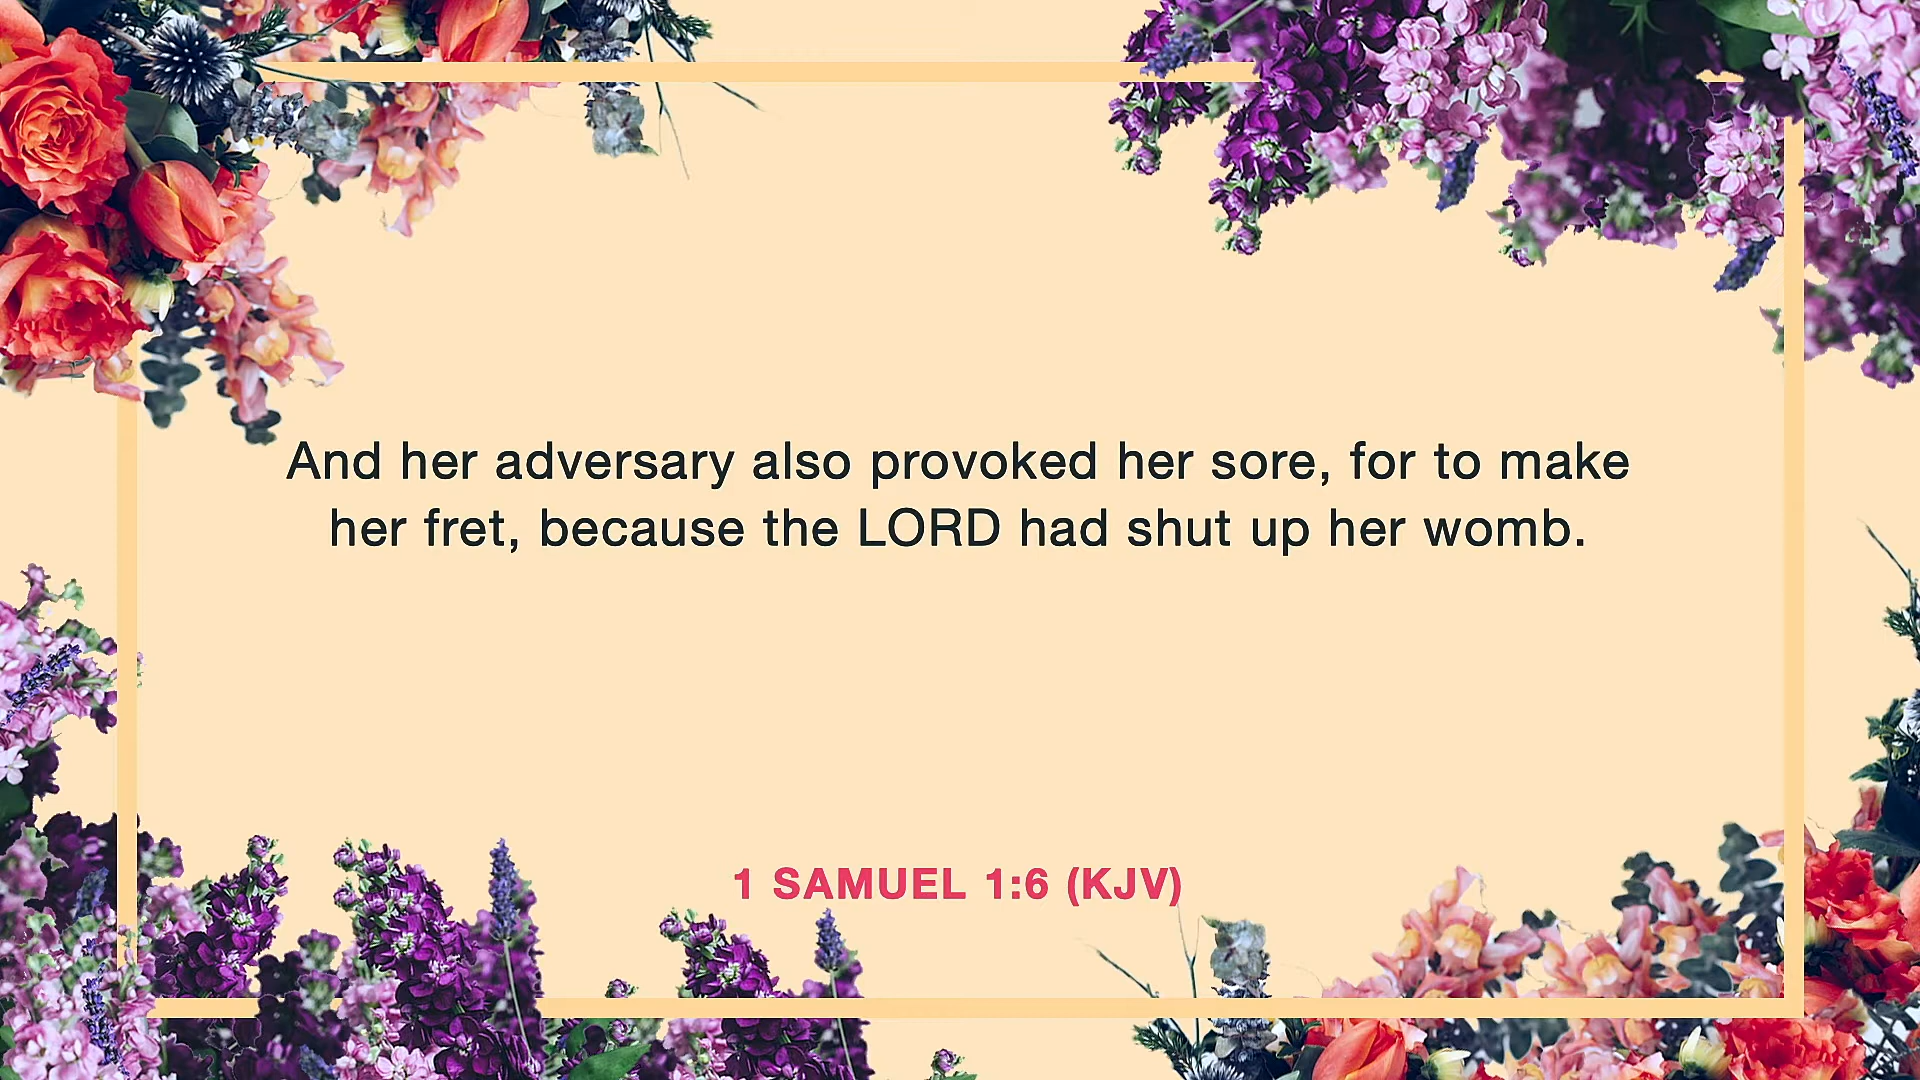 And her adversary also provoked her sore, for to make
her fret, because the LORD had shut up her womb.
1 SAMUEL 1:6 (KJV)